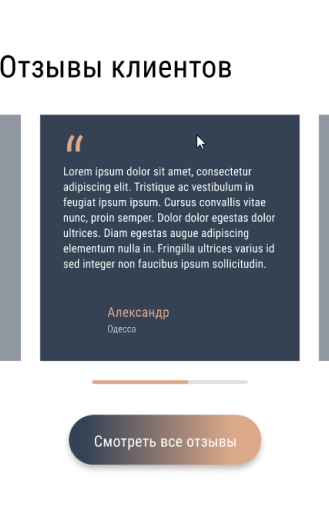 Отзывы клиентов
“
Lorem ipsum dolor sit amet, consectetur
adipiscing elit. Tristique ac vestibulum in
feugiat ipsum ipsum. Cursus convallis vitae
nunc, proin semper. Dolor dolor egestas dolor
ultrices. Diam egestas augue adipiscing
elementum nulla in. Fringilla ultrices varius id
sed integer non faucibus ipsum sollicitudin.
Александр
Одесса
Смотреть все отзывы